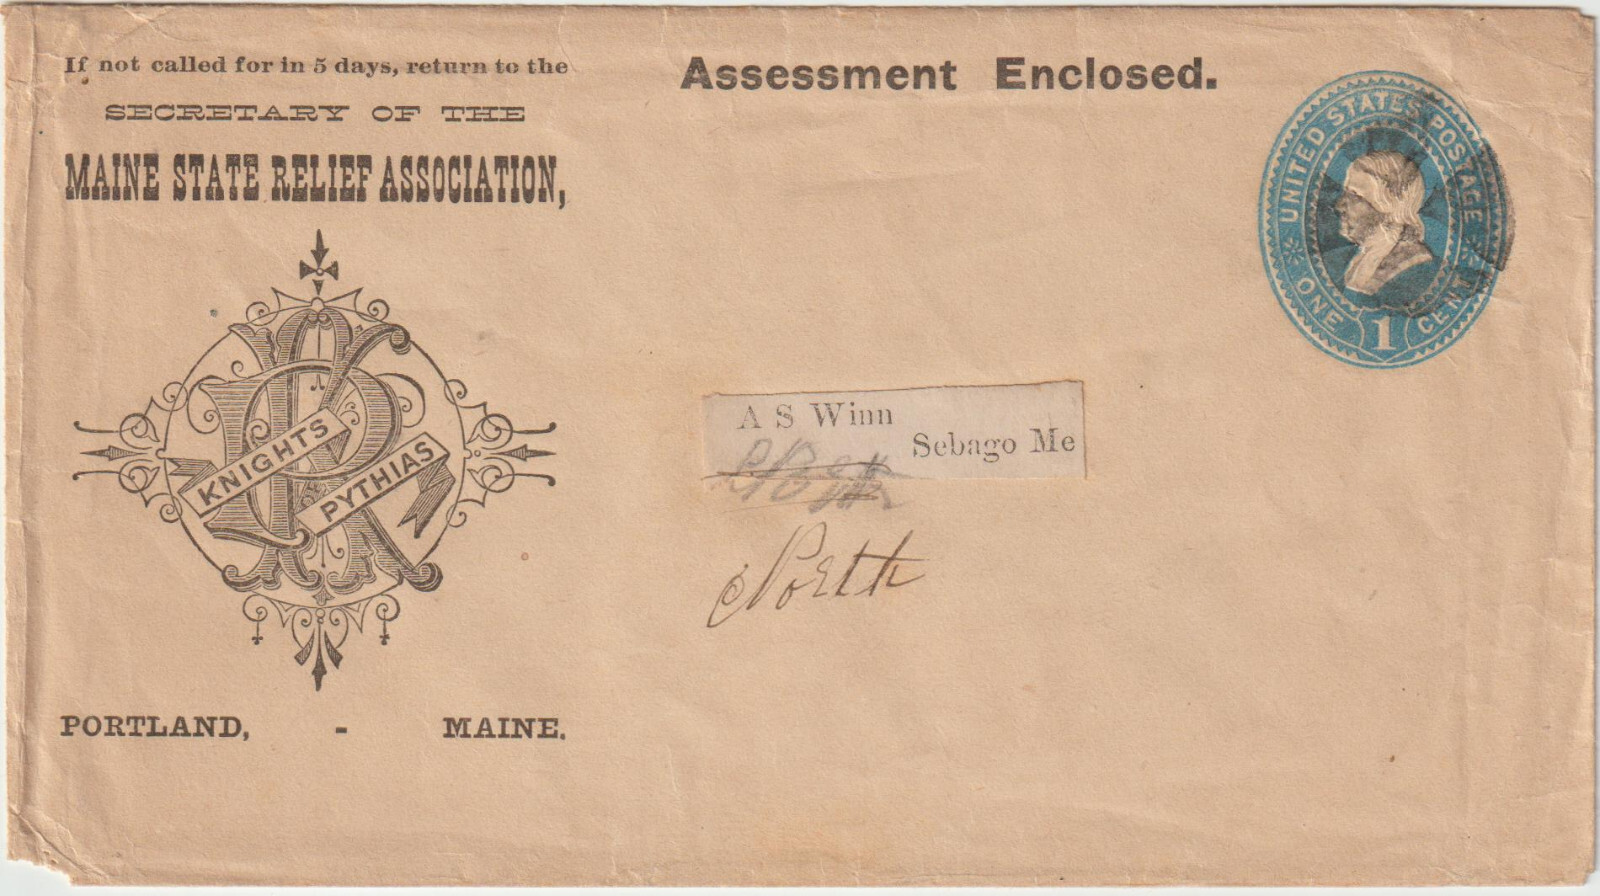 If not called for in 5 days, return to the
SECRETARY OF THE
MAINE STATE RELIEF ASSOCIATION,
KNIGHTS
OF
PYTHIAS
PORTLAND, - MAINE.
Assessment Enclosed.
UNITED STATES POSTAGE
ONE 1 CENT
A S Winn
Sebago Me
North